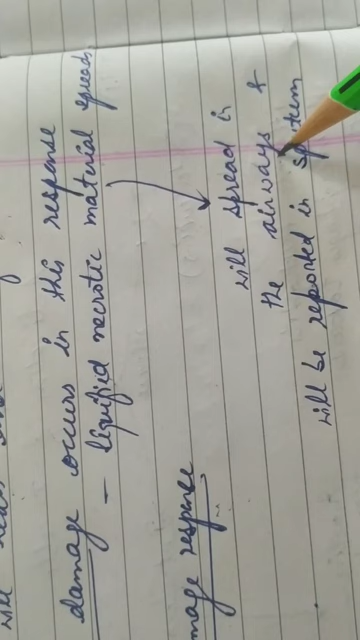 damage occurs in this response
– liquified necrotic material spreads
will spread in
the airways &
will be reported in sputum
mage response